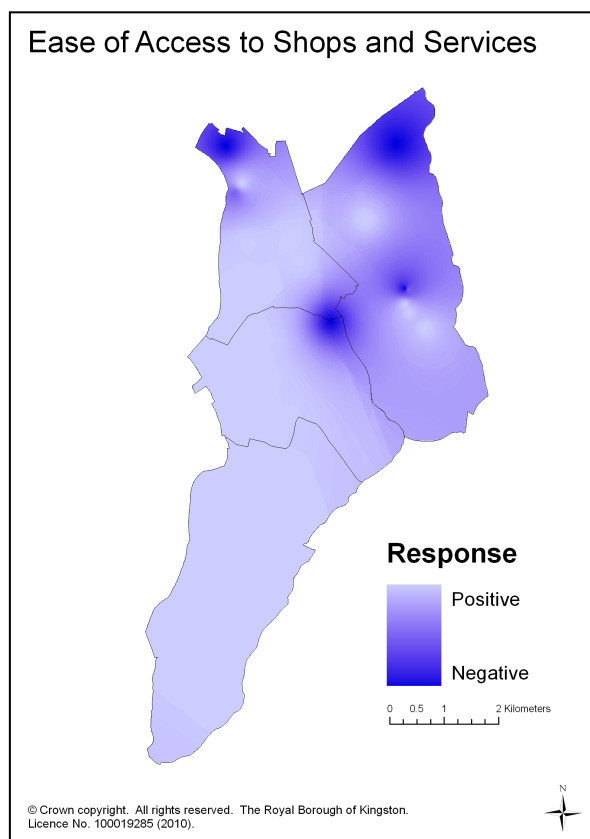 Ease of Access to Shops and Services
Response
Positive
Negative
0 0.5 1 2 Kilometers
N
© Crown copyright. All rights reserved. The Royal Borough of Kingston.
Licence No. 100019285 (2010).